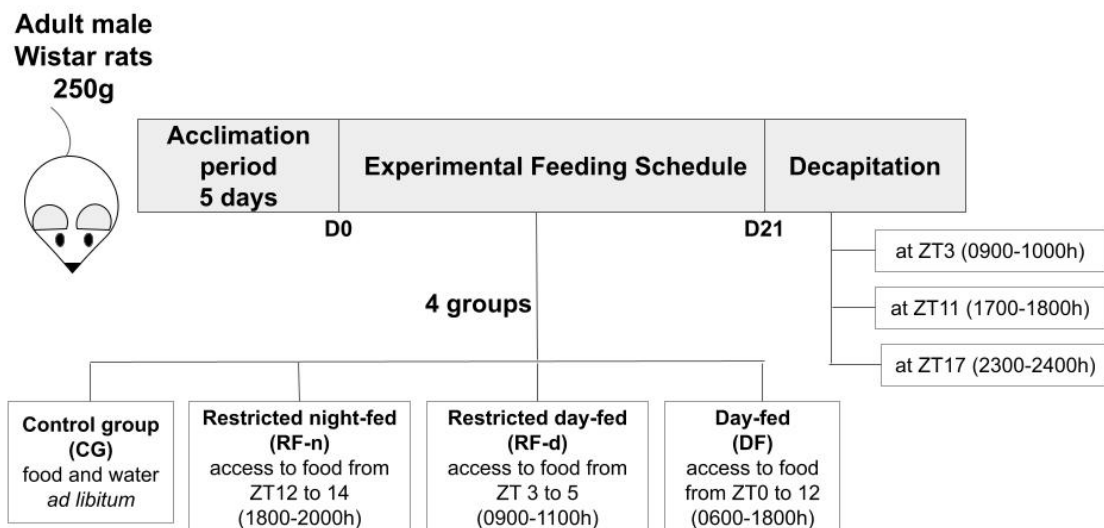 Adult male
Wistar rats
250g
Acclimation
period
5 days
Experimental Feeding Schedule
Decapitation
D0
D21
at ZT3 (0900-1000h)
4 groups
at ZT11 (1700-1800h)
at ZT17 (2300-2400h)
Control group
(CG)
food and water
ad libitum
Restricted night-fed
(RF-n)
access to food from
ZT12 to 14
(1800-2000h)
Restricted day-fed
(RF-d)
access to food from
ZT 3 to 5
(0900-1100h)
Day-fed
(DF)
access to food
from ZT0 to 12
(0600-1800h)